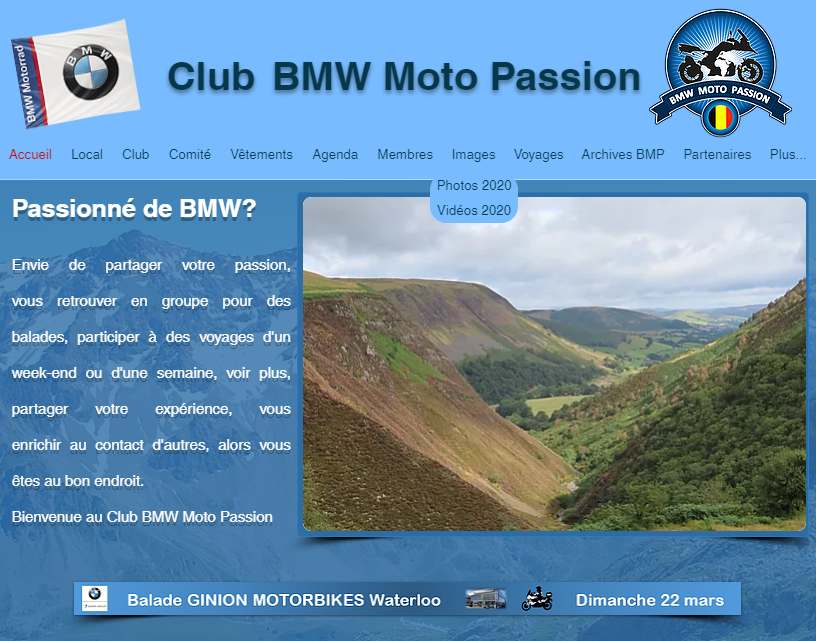 BMW Motorrad
BMW
Club BMW Moto Passion
BMW MOTO PASSION
Accueil Local Club Comité Vêtements Agenda Membres Images Voyages Archives BMP Partenaires Plus...
Photos 2020
Vidéos 2020
Passionné de BMW?
Envie de partager votre passion,
vous retrouver en groupe pour des
balades, participer à des voyages d'un
week-end ou d'une semaine, voir plus,
partager votre expérience, vous
enrichir au contact d'autres, alors vous
êtes au bon endroit.
Bienvenue au Club BMW Moto Passion
Balade GINION MOTORBIKES Waterloo Dimanche 22 mars